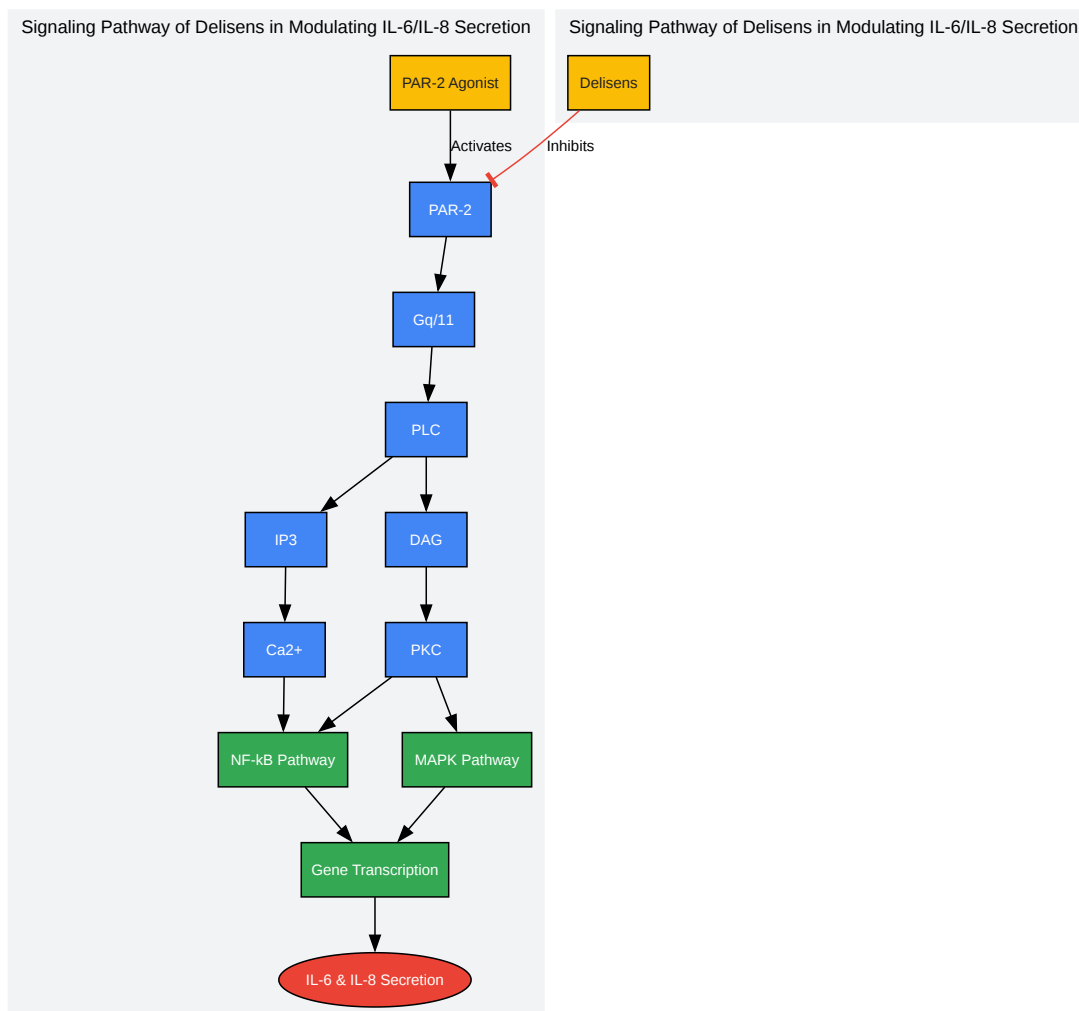 Signaling Pathway of Delisens in Modulating IL-6/IL-8 Secretion
Signaling Pathway of Delisens in Modulating IL-6/IL-8 Secretion
PAR-2 Agonist
Delisens
Activates
Inhibits
PAR-2
Gq/11
PLC
IP3
DAG
Ca2+
PKC
NF-kB Pathway
MAPK Pathway
Gene Transcription
IL-6 & IL-8 Secretion